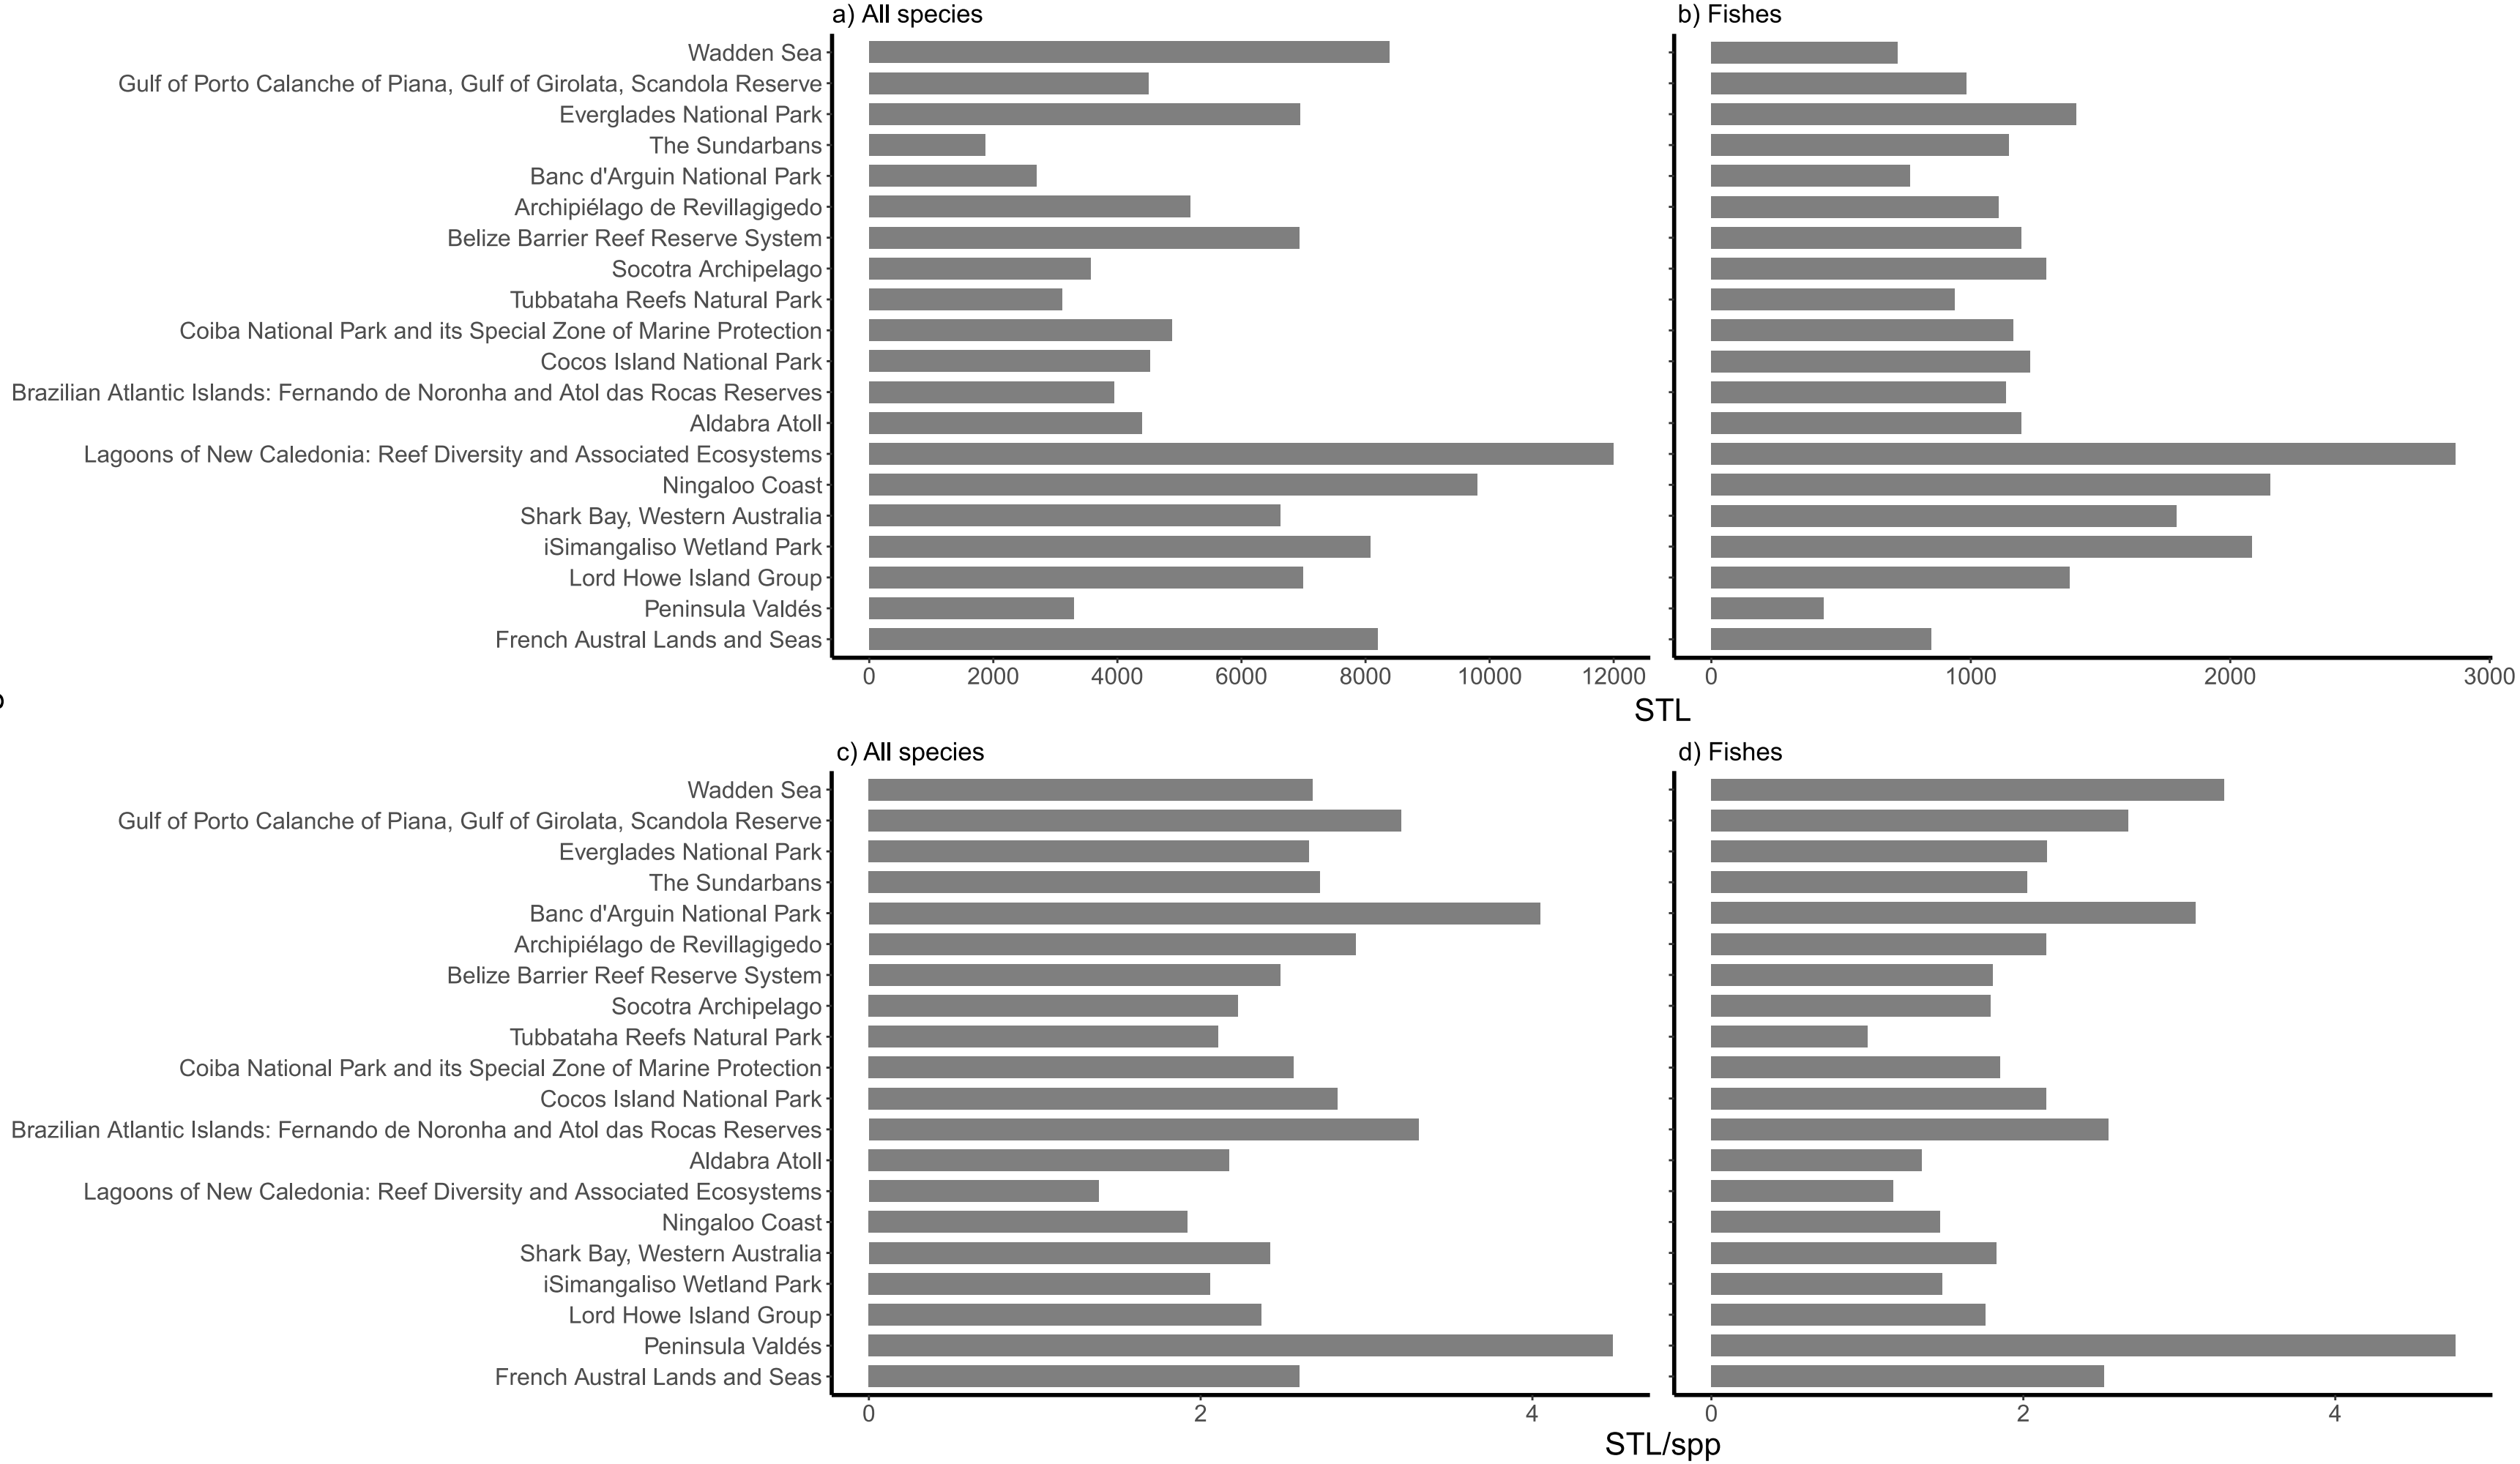 a) All species
b) Fishes
Wadden Sea
Gulf of Porto Calanche of Piana, Gulf of Girolata, Scandola Reserve
Everglades National Park
The Sundarbans
Banc d'Arguin National Park
Archipiélago de Revillagigedo
Belize Barrier Reef Reserve System
Socotra Archipelago
Tubbataha Reefs Natural Park
Coiba National Park and its Special Zone of Marine Protection
Cocos Island National Park
Brazilian Atlantic Islands: Fernando de Noronha and Atol das Rocas Reserves
Aldabra Atoll
Lagoons of New Caledonia: Reef Diversity and Associated Ecosystems
Ningaloo Coast
Shark Bay, Western Australia
iSimangaliso Wetland Park
Lord Howe Island Group
Peninsula Valdés
French Austral Lands and Seas
0 2000 4000 6000 8000 10000 12000
0 1000 2000 3000
STL
c) All species
d) Fishes
Wadden Sea
Gulf of Porto Calanche of Piana, Gulf of Girolata, Scandola Reserve
Everglades National Park
The Sundarbans
Banc d'Arguin National Park
Archipiélago de Revillagigedo
Belize Barrier Reef Reserve System
Socotra Archipelago
Tubbataha Reefs Natural Park
Coiba National Park and its Special Zone of Marine Protection
Cocos Island National Park
Brazilian Atlantic Islands: Fernando de Noronha and Atol das Rocas Reserves
Aldabra Atoll
Lagoons of New Caledonia: Reef Diversity and Associated Ecosystems
Ningaloo Coast
Shark Bay, Western Australia
iSimangaliso Wetland Park
Lord Howe Island Group
Peninsula Valdés
French Austral Lands and Seas
0 2 4
0 2 4
STL/spp